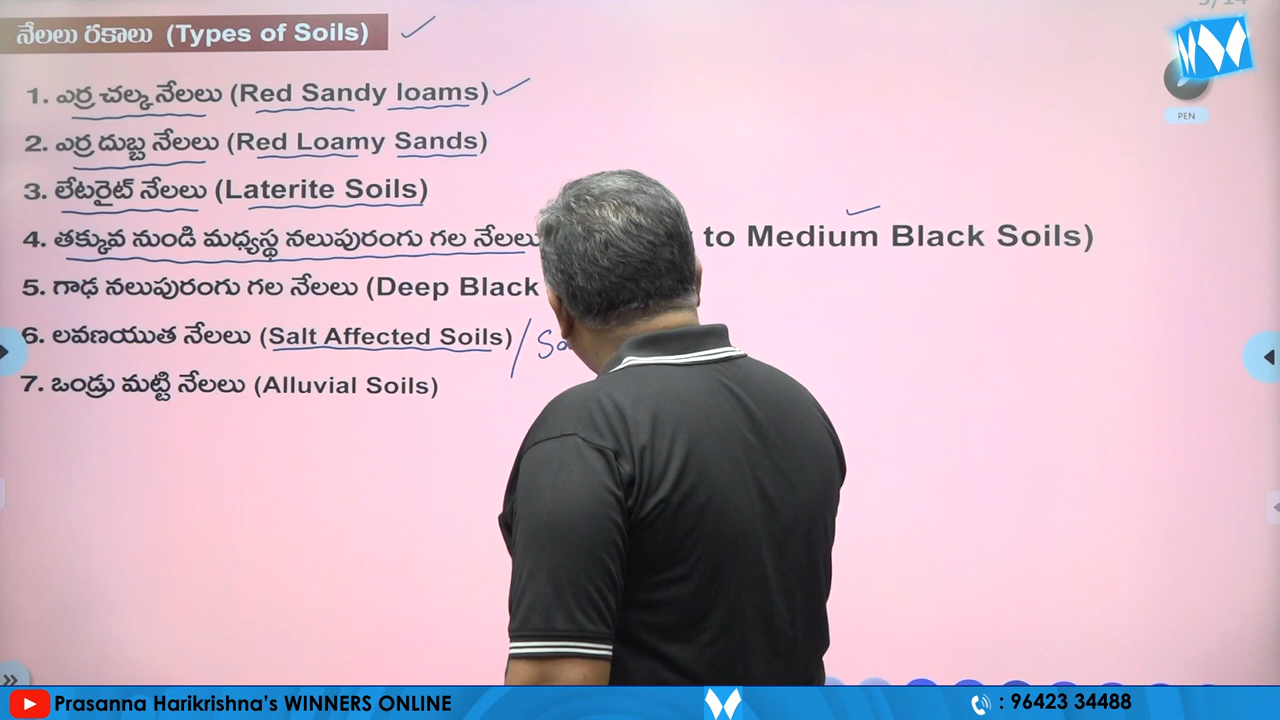 నేలలు రకాలు (Types of Soils)
1. ఎర్ర చల్క నేలలు (Red Sandy loams)
2. ఎర్ర దుబ్బ నేలలు (Red Loamy Sands)
3. లేటరైట్ నేలలు (Laterite Soils)
4. తక్కువ నుండి మధ్యస్థ నలుపురంగు గల నేలలు to Medium Black Soils)
5. గాఢ నలుపురంగు గల నేలలు (Deep Black
6. లవణయుత నేలలు (Salt Affected Soils) /
7. ఒండ్రు మట్టి నేలలు (Alluvial Soils)
PEN
Prasanna Harikrishna's WINNERS ONLINE
: 96423 34488